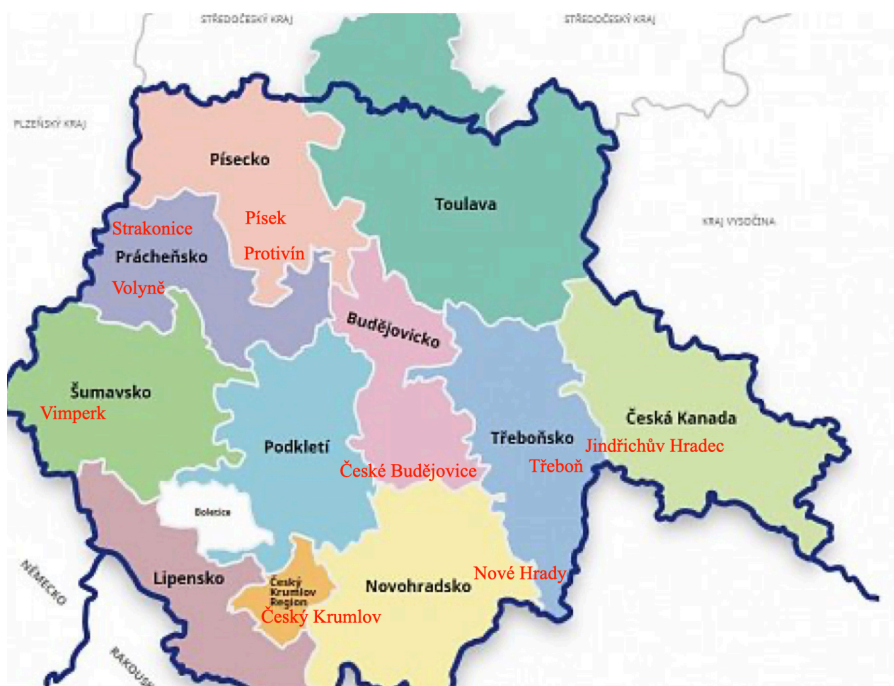 STŘEDOČESKÝ KRAJ
STŘEDOČESKÝ KRAJ
PLZEŇSKÝ KRAJ
Písecko
Toulava
Písek
KRAJ VYSOČINA
Strakonice
Prácheňsko
Protivín
Volyně
Budějovicko
Šumavsko
Vimperk
Podkletí
Třeboňsko
Česká Kanada
Jindřichův Hradec
České Budějovice
Třeboň
Boletice
NĚMECKO
Lipensko
Český
Krumlov
Region
Novohradsko
Nové Hrady
Český Krumlov
RAKOUSK